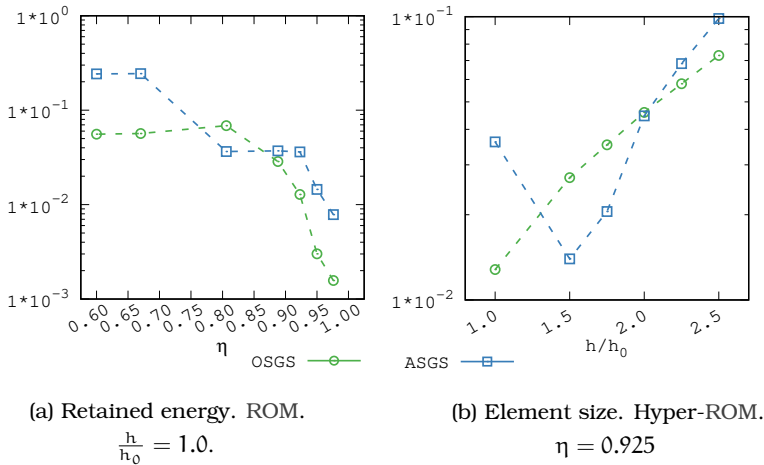 1*10^0
1*10^-1
1*10^-2
1*10^-3
0.60 0.65 0.70 0.75 0.80 0.85 0.90 0.95 1.00
η
1*10^-1
1*10^-2
1.0 1.5 2.0 2.5
h/h_0
OSGS ASGS
(a) Retained energy. ROM.
h/h_0 = 1.0.
(b) Element size. Hyper-ROM.
η = 0.925